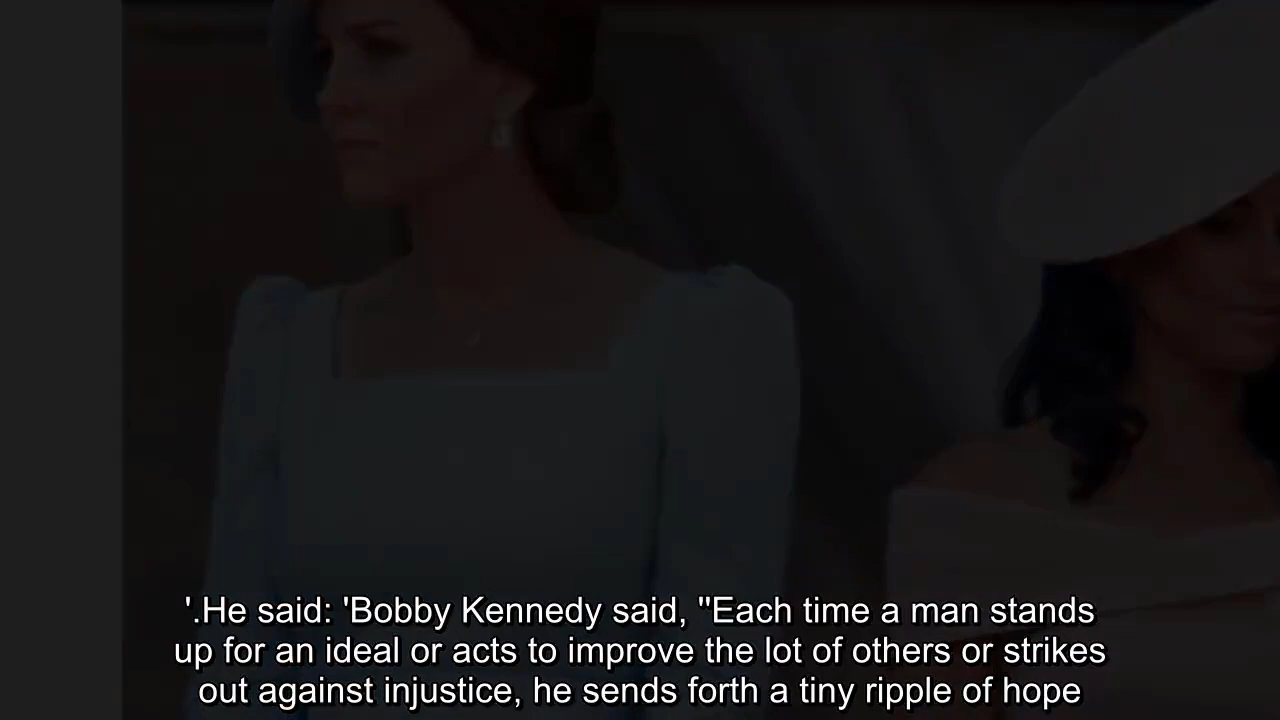 '.He said: 'Bobby Kennedy said, "Each time a man stands
up for an ideal or acts to improve the lot of others or strikes
out against injustice, he sends forth a tiny ripple of hope